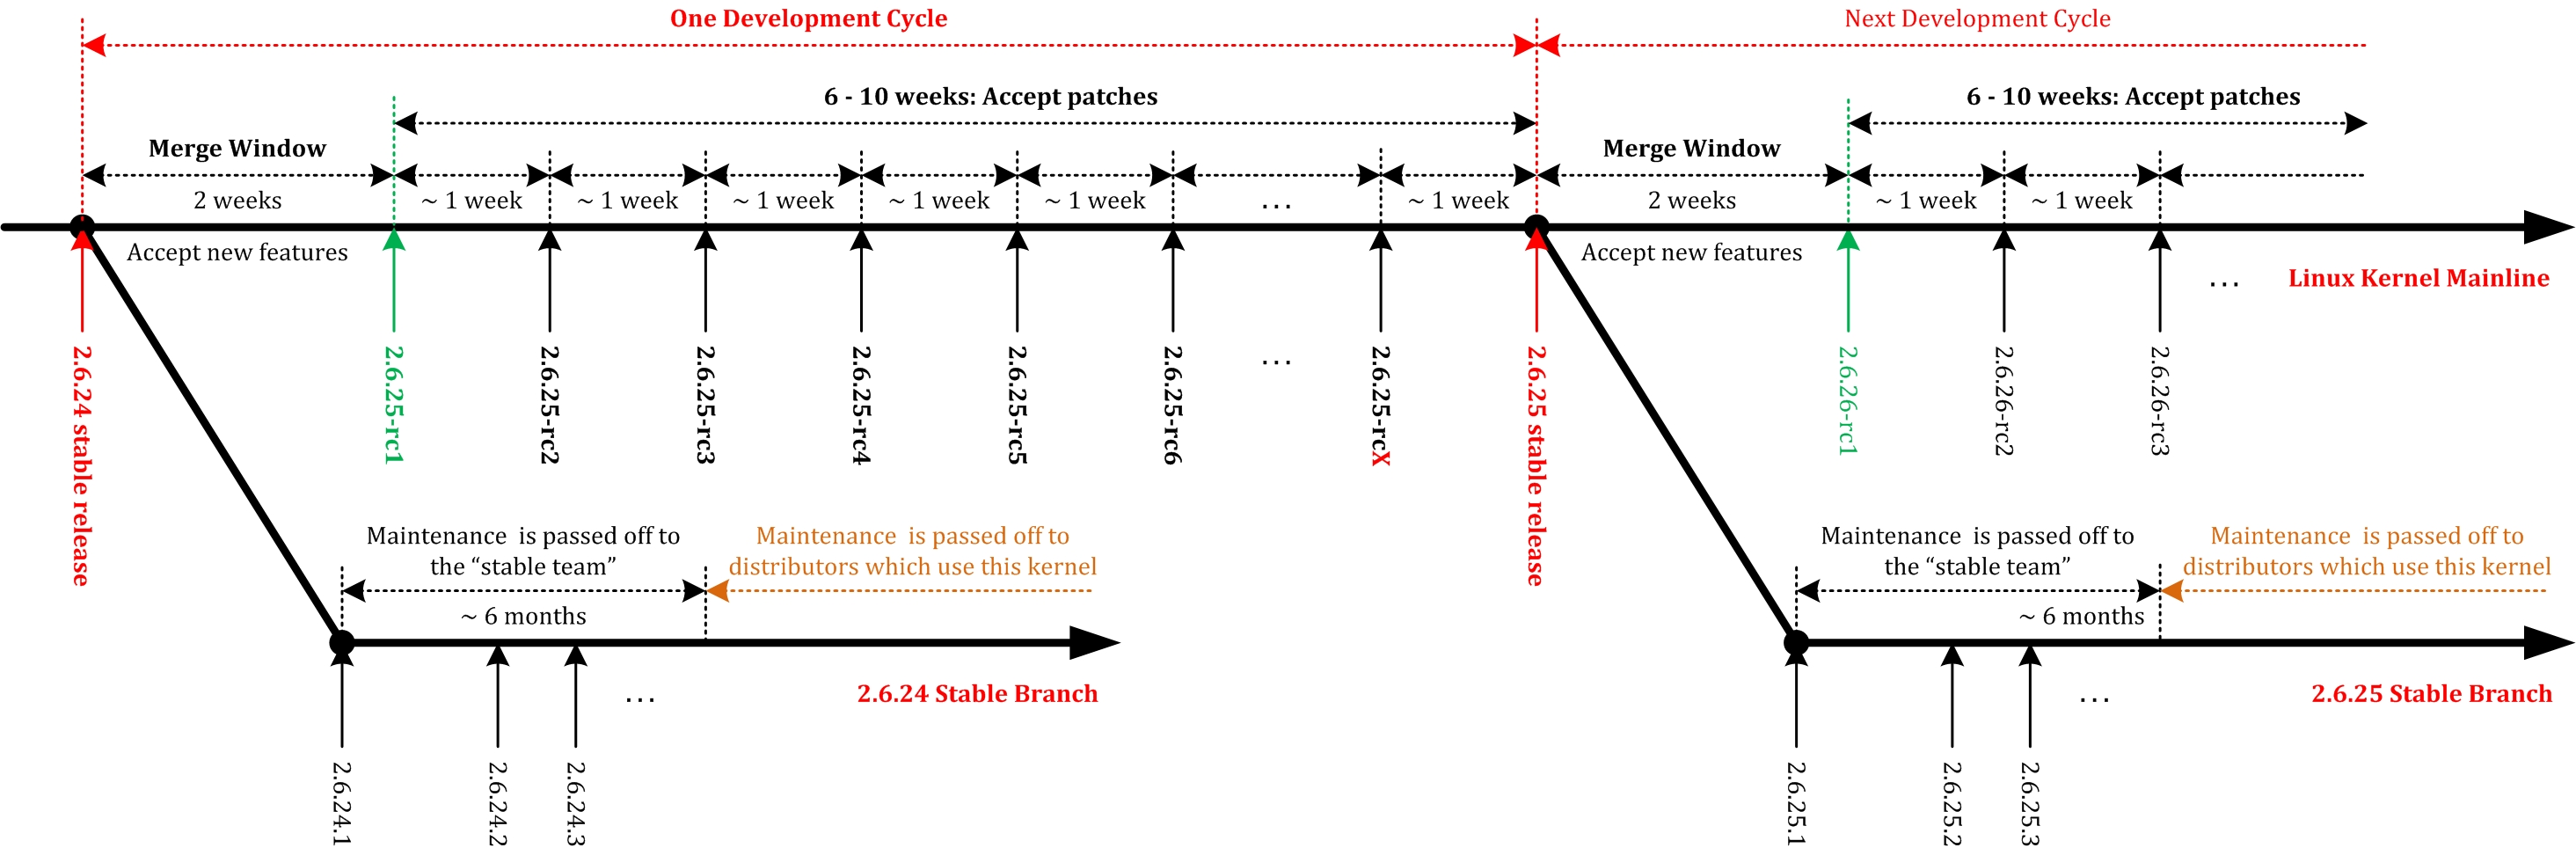 One Development Cycle
Next Development Cycle
6 - 10 weeks: Accept patches
6 - 10 weeks: Accept patches
Merge Window
Merge Window
2 weeks
~ 1 week
~ 1 week
~ 1 week
~ 1 week
~ 1 week
...
~ 1 week
2 weeks
~ 1 week
~ 1 week
Accept new features
Accept new features
...
Linux Kernel Mainline
2.6.24 stable release
2.6.25-rc1
2.6.25-rc2
2.6.25-rc3
2.6.25-rc4
2.6.25-rc5
2.6.25-rc6
...
2.6.25-rcX
2.6.25 stable release
2.6.26-rc1
2.6.26-rc2
2.6.26-rc3
Maintenance is passed off to
the “stable team”
Maintenance is passed off to
distributors which use this kernel
~ 6 months
2.6.24 Stable Branch
...
2.6.24.1
2.6.24.2
2.6.24.3
Maintenance is passed off to
the “stable team”
Maintenance is passed off to
distributors which use this kernel
~ 6 months
2.6.25 Stable Branch
...
2.6.25.1
2.6.25.2
2.6.25.3